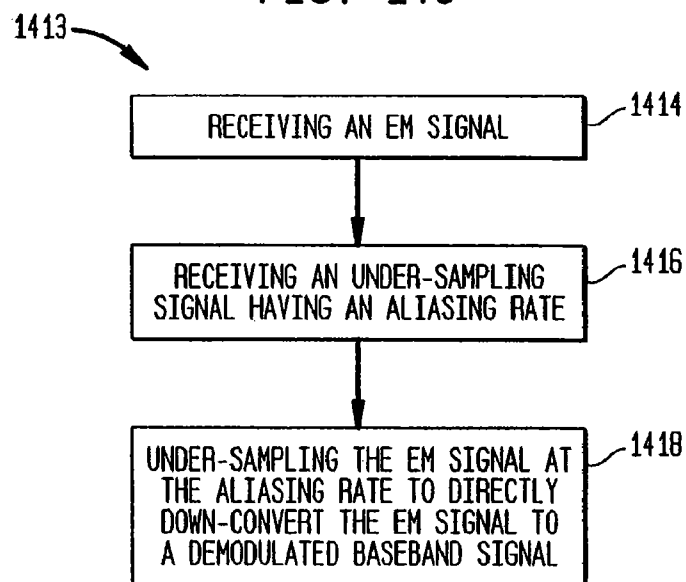 1413
RECEIVING AN EM SIGNAL
1414
RECEIVING AN UNDER-SAMPLING
SIGNAL HAVING AN ALIASING RATE
1416
UNDER-SAMPLING THE EM SIGNAL AT
THE ALIASING RATE TO DIRECTLY
DOWN-CONVERT THE EM SIGNAL TO
A DEMODULATED BASEBAND SIGNAL
1418